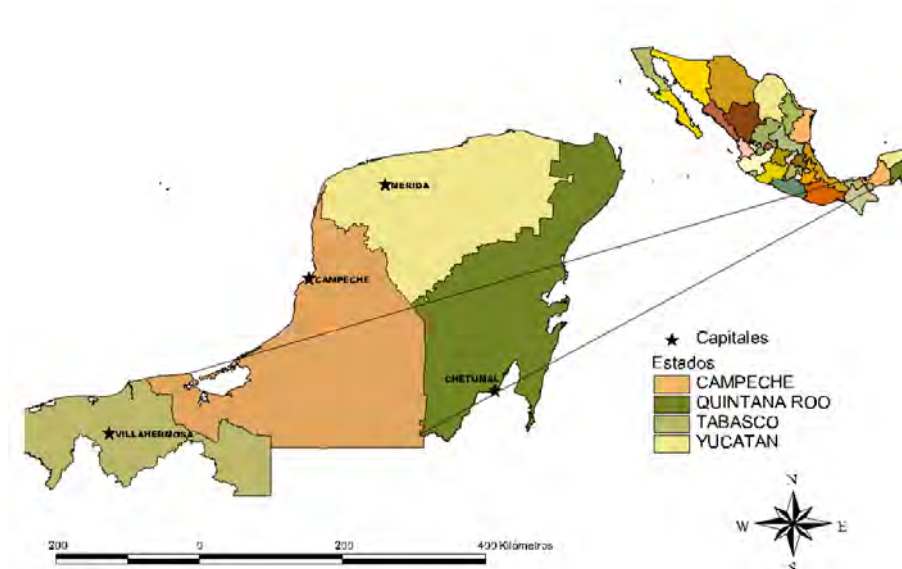 MERIDA
CAMPECHE
CHETUMAL
VILLAHERMOSA
Capitales
Estados
CAMPECHE
QUINTANA ROO
TABASCO
YUCATAN
N
W E
S
200 0 200 400 Kilómetros